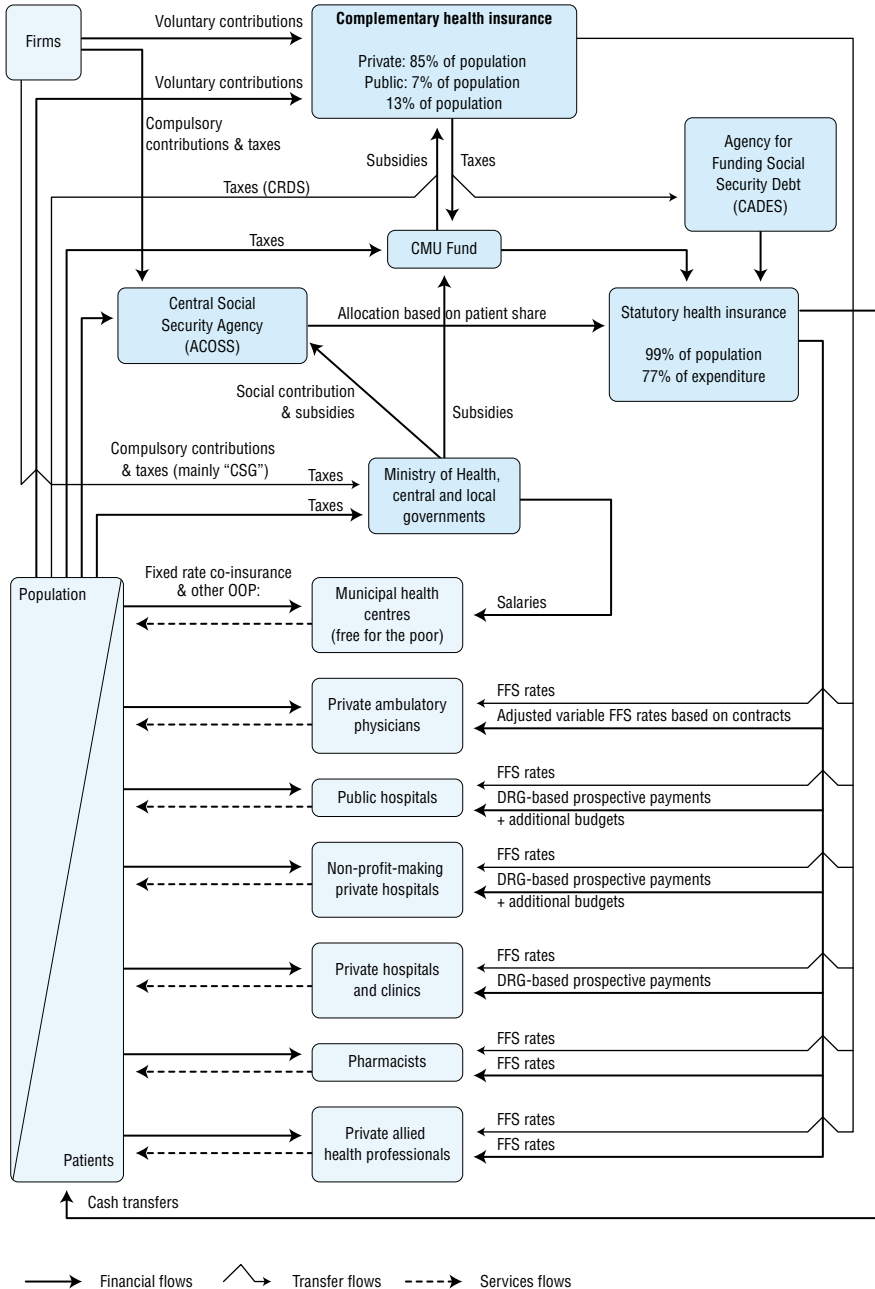 Firms
Voluntary contributions
Complementary health insurance
Private: 85% of population
Public: 7% of population
13% of population
Voluntary contributions
Compulsory
contributions & taxes
Subsidies
Taxes
Agency for
Funding Social
Security Debt
(CADES)
Taxes (CRDS)
Taxes
CMU Fund
Central Social
Security Agency
(ACOSS)
Allocation based on patient share
Statutory health insurance
99% of population
77% of expenditure
Social contribution
& subsidies
Subsidies
Compulsory contributions
& taxes (mainly “CSG”)
Taxes
Taxes
Ministry of Health,
central and local
governments
Population
Fixed rate co-insurance
& other OOP:
Municipal health
centres
(free for the poor)
Salaries
Private ambulatory
physicians
FFS rates
Adjusted variable FFS rates based on contracts
Public hospitals
FFS rates
DRG-based prospective payments
+ additional budgets
Non-profit-making
private hospitals
FFS rates
DRG-based prospective payments
+ additional budgets
Private hospitals
and clinics
FFS rates
DRG-based prospective payments
Pharmacists
FFS rates
FFS rates
Private allied
health professionals
FFS rates
FFS rates
Patients
Cash transfers
Financial flows
Transfer flows
Services flows